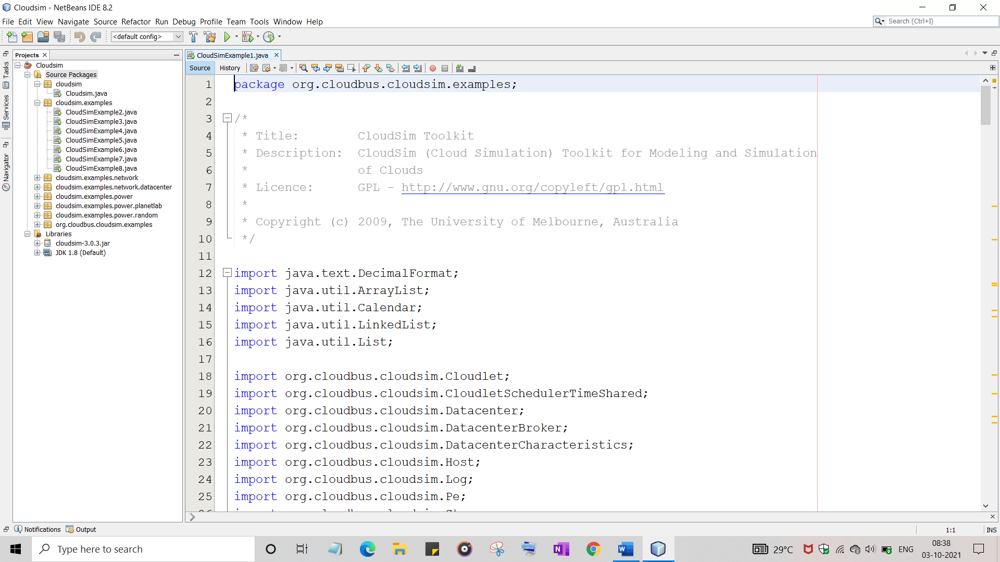 Cloudsim - NetBeans IDE 8.2
File Edit View Navigate Source Refactor Run Debug Profile Team Tools Window Help
Search (Ctrl+I)
<default config>
Projects
CloudSimExample1.java
Source History
Tasks
Services
Navigator
Cloudsim
Source Packages
cloudsim
Cloudsim.java
cloudsim.examples
CloudSimExample2.java
CloudSimExample3.java
CloudSimExample4.java
CloudSimExample5.java
CloudSimExample6.java
CloudSimExample7.java
CloudSimExample8.java
cloudsim.examples.network
cloudsim.examples.network.datacenter
cloudsim.examples.power
cloudsim.examples.power.planetlab
cloudsim.examples.power.random
org.cloudbus.cloudsim.examples
Libraries
cloudsim-3.0.3.jar
JDK 1.8 (Default)
1 package org.cloudbus.cloudsim.examples;
2
3 /*
4 * Title: CloudSim Toolkit
5 * Description: CloudSim (Cloud Simulation) Toolkit for Modeling and Simulation
6 * of Clouds
7 * Licence: GPL - http://www.gnu.org/copyleft/gpl.html
8 *
9 * Copyright (c) 2009, The University of Melbourne, Australia
10 */
11
12 import java.text.DecimalFormat;
13 import java.util.ArrayList;
14 import java.util.Calendar;
15 import java.util.LinkedList;
16 import java.util.List;
17
18 import org.cloudbus.cloudsim.Cloudlet;
19 import org.cloudbus.cloudsim.CloudletSchedulerTimeShared;
20 import org.cloudbus.cloudsim.Datacenter;
21 import org.cloudbus.cloudsim.DatacenterBroker;
22 import org.cloudbus.cloudsim.DatacenterCharacteristics;
23 import org.cloudbus.cloudsim.Host;
24 import org.cloudbus.cloudsim.Log;
25 import org.cloudbus.cloudsim.Pe;
Notifications Output
1:1 INS
Type here to search
29°C
ENG
08:38
03-10-2021